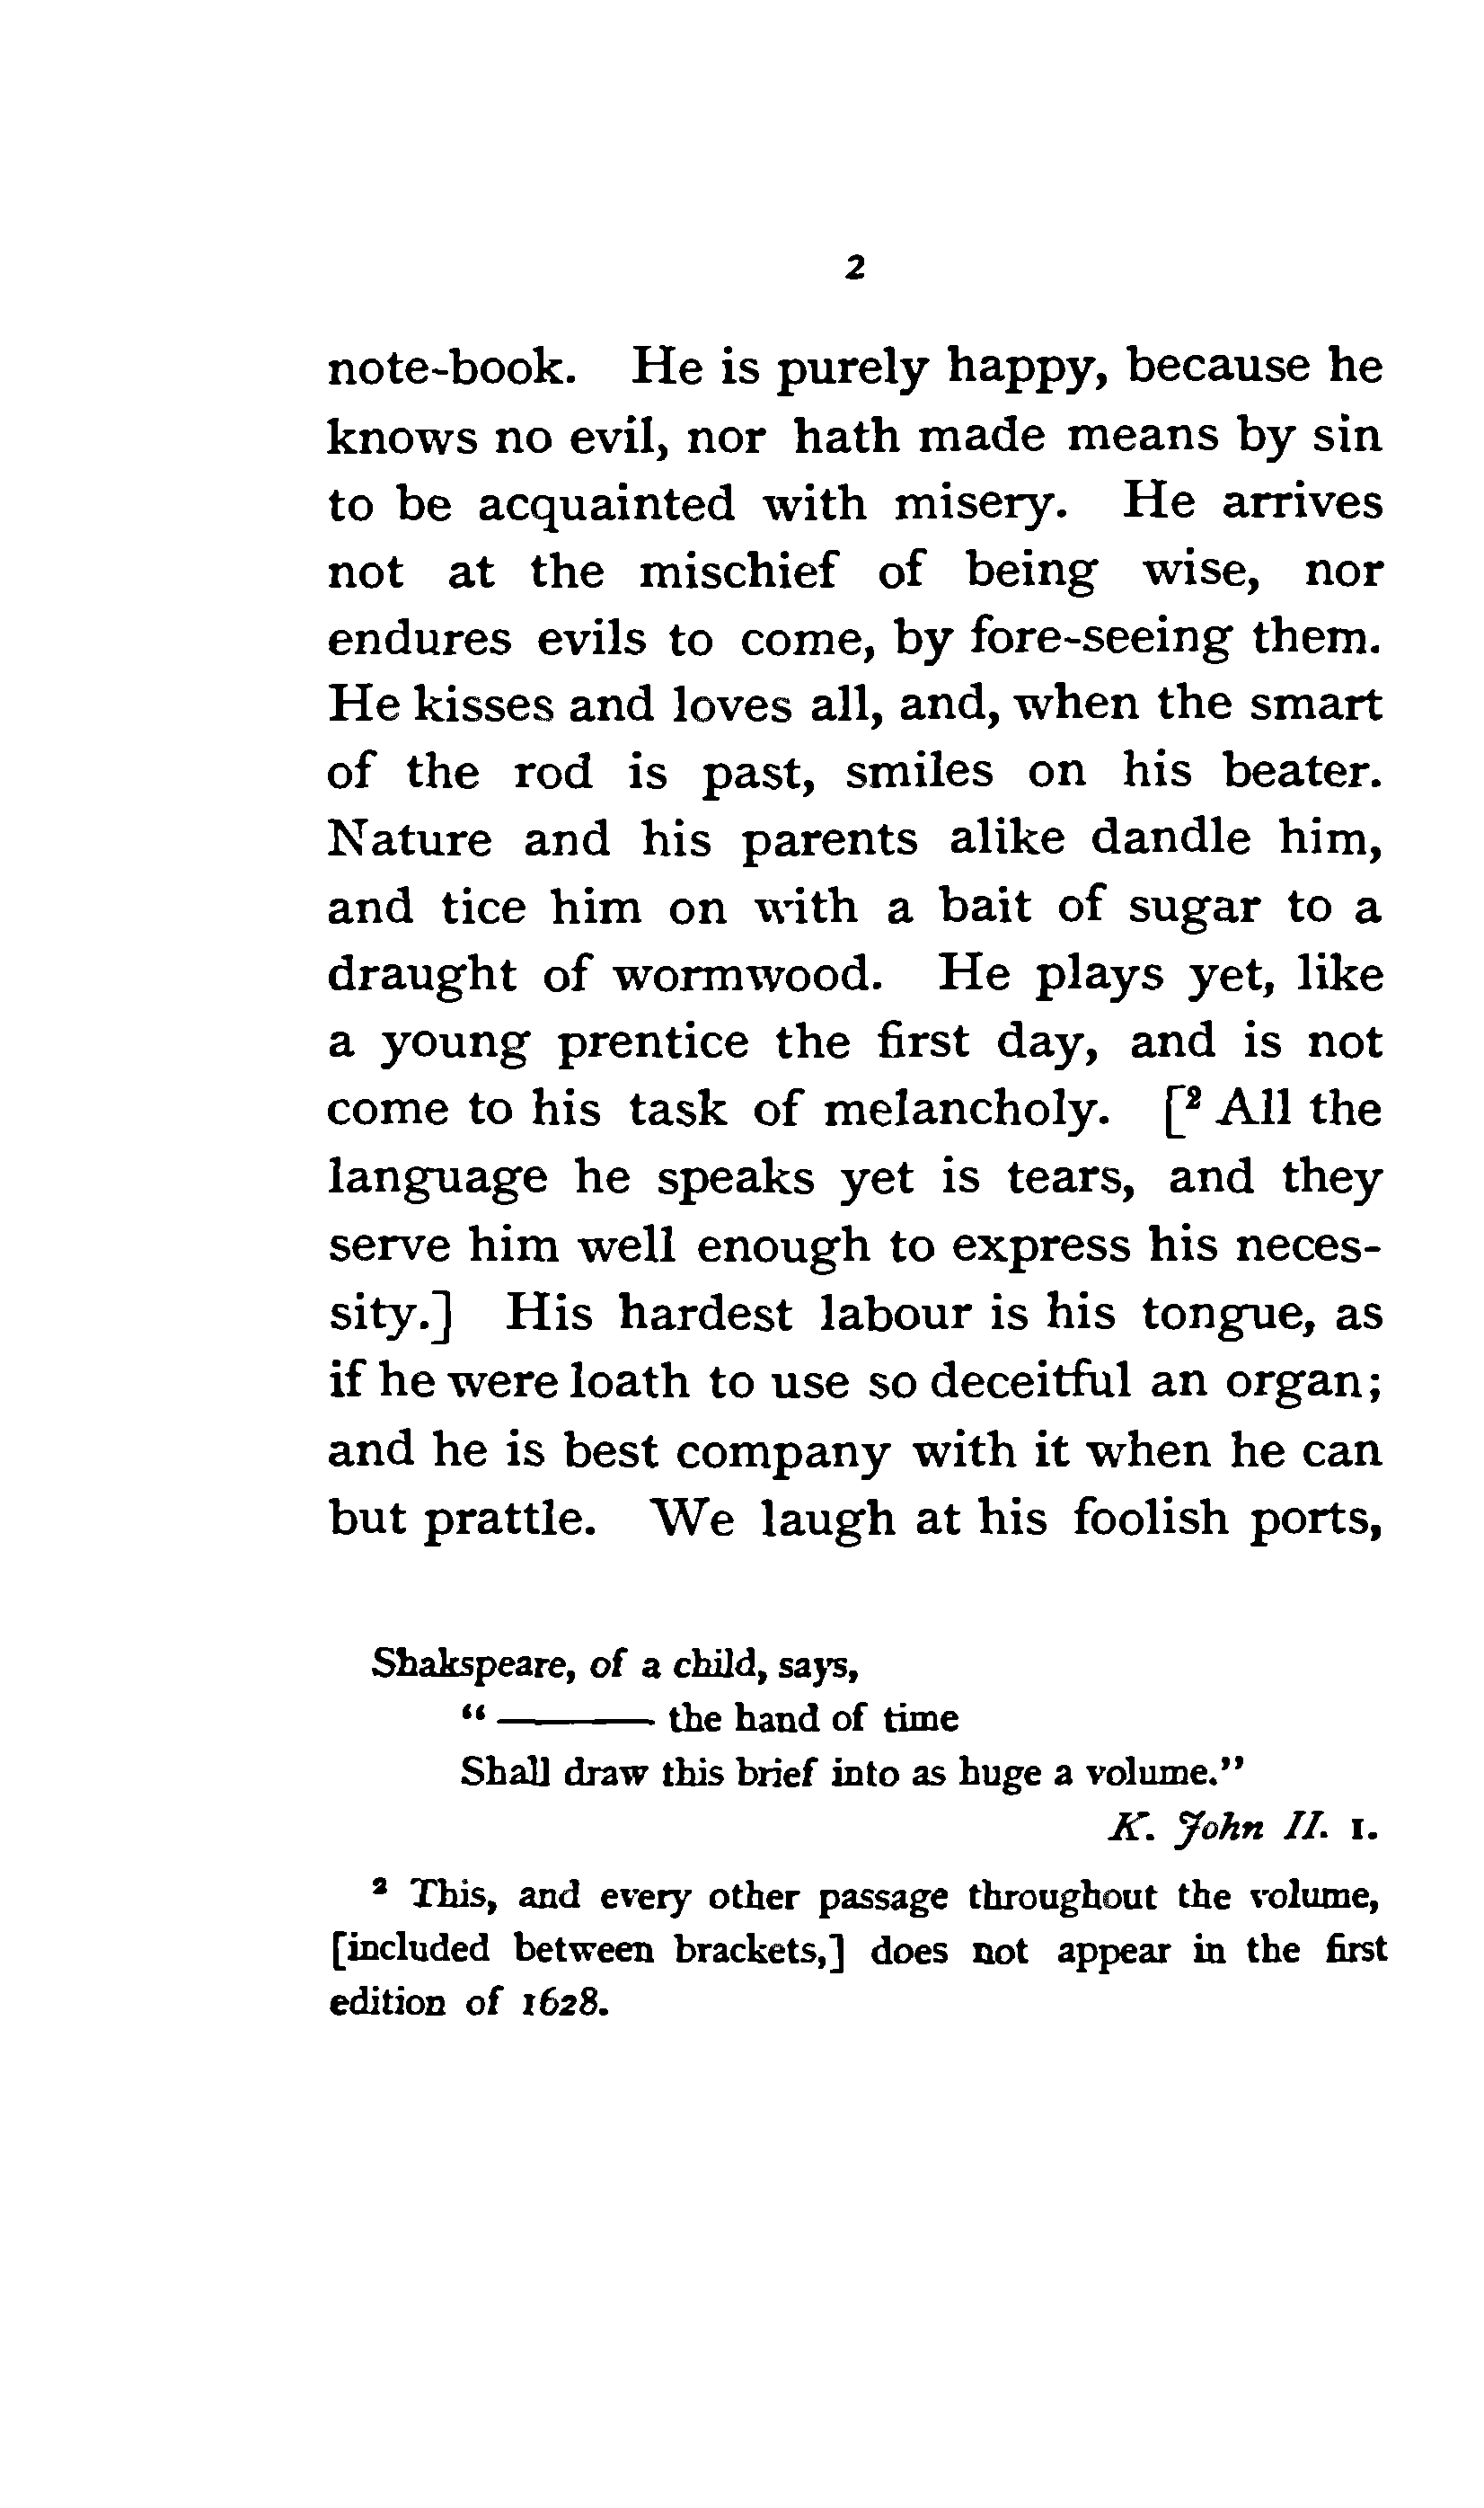 2
note-book. He is purely happy, because he
knows no evil, nor hath made means by sin
to be acquainted with misery. He arrives
not at the mischief of being wise, nor
endures evils to come, by fore-seeing them.
He kisses and loves all, and, when the smart
of the rod is past, smiles on his beater.
Nature and his parents alike dandle him,
and tice him on with a bait of sugar to a
draught of wormwood. He plays yet, like
a young prentice the first day, and is not
come to his task of melancholy. [² All the
language he speaks yet is tears, and they
serve him well enough to express his neces-
sity.] His hardest labour is his tongue, as
if he were loath to use so deceitful an organ;
and he is best company with it when he can
but prattle. We laugh at his foolish ports,
Shakspeare, of a child, says,
“ ——— the hand of time
Shall draw this brief into as huge a volume.”
K. John II. 1.
² This, and every other passage throughout the volume,
[included between brackets,] does not appear in the first
edition of 1628.